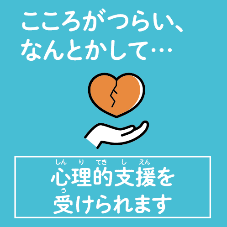 こころがつらい、
なんとかして…
しん り てき し えん
心理的支援を
う
受けられます